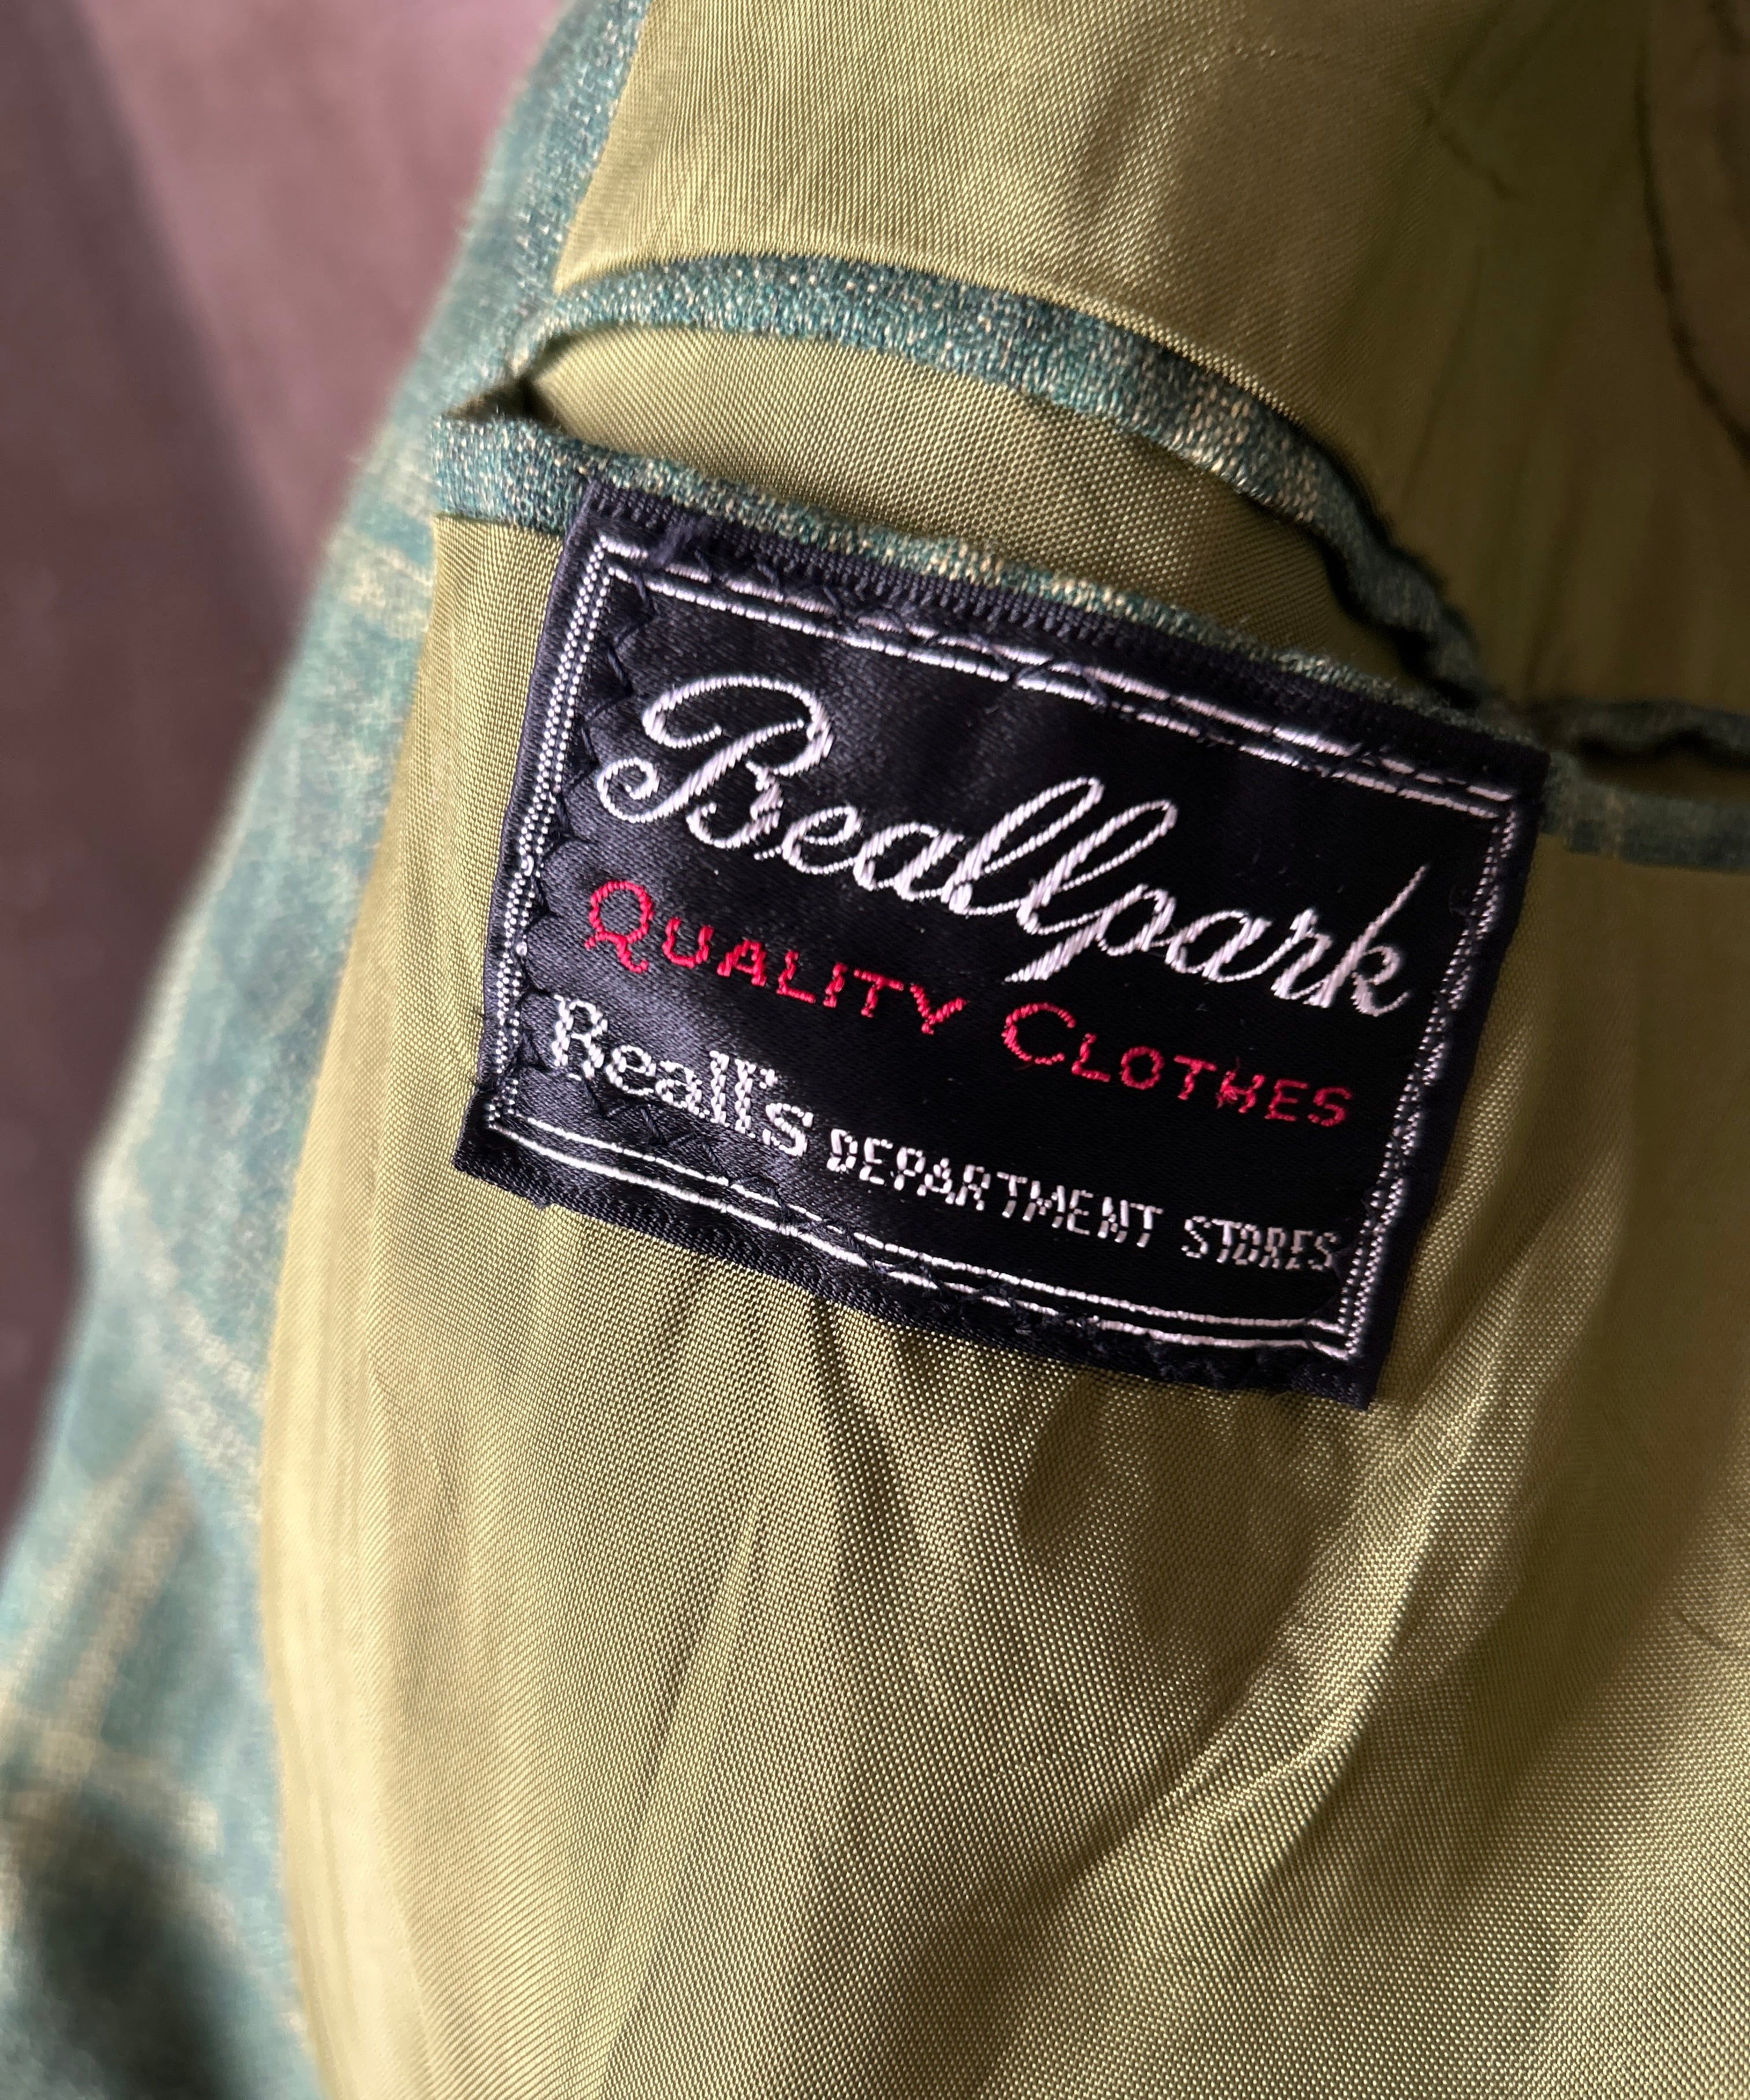 Beallpark
QUALITY CLOTHES
Beall's DEPARTMENT STORES